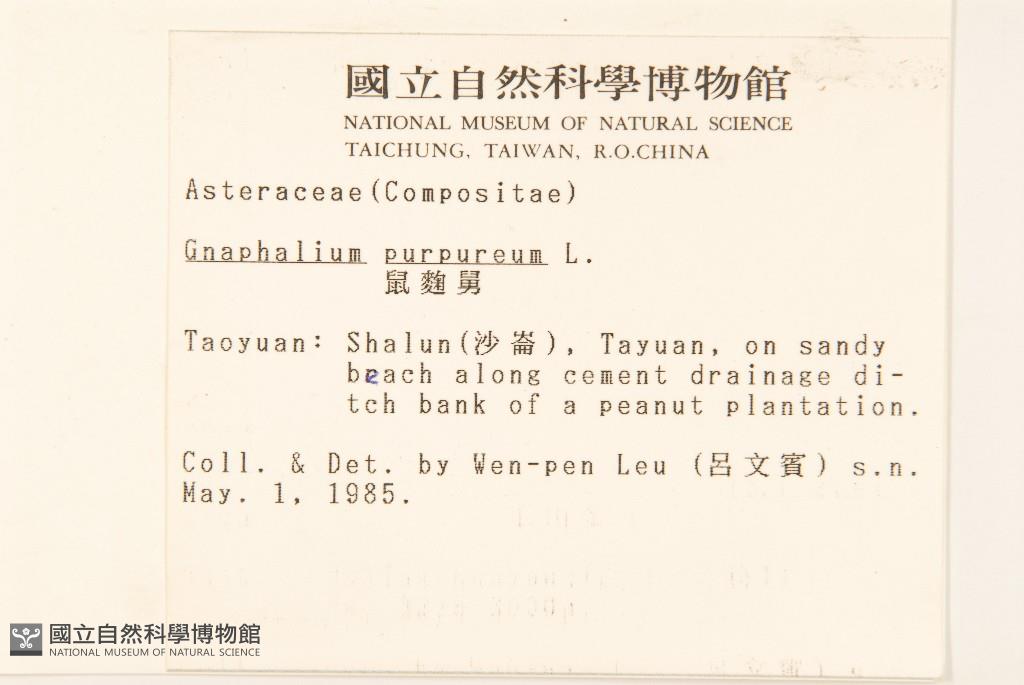 國立自然科學博物館
NATIONAL MUSEUM OF NATURAL SCIENCE
TAICHUNG, TAIWAN, R.O.CHINA
Asteraceae(Compositae)
Gnaphalium purpureum L.
鼠麴舅
Taoyuan: Shalun(沙崙), Tayuan, on sandy
beach along cement drainage di-
tch bank of a peanut plantation.
Coll. & Det. by Wen-pen Leu (呂文賓) s.n.
May. 1, 1985.
國立自然科學博物館
NATIONAL MUSEUM OF NATURAL SCIENCE